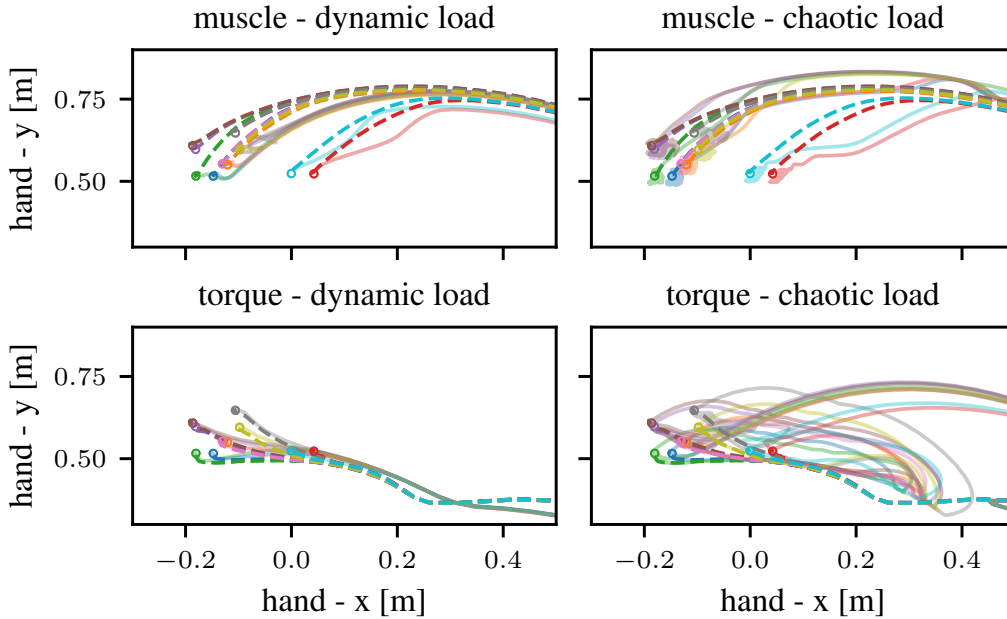 muscle - dynamic load
muscle - chaotic load
hand - y [m]
0.75
0.50
torque - dynamic load
torque - chaotic load
hand - y [m]
0.75
0.50
−0.2 0.0 0.2 0.4
−0.2 0.0 0.2 0.4
hand - x [m]
hand - x [m]